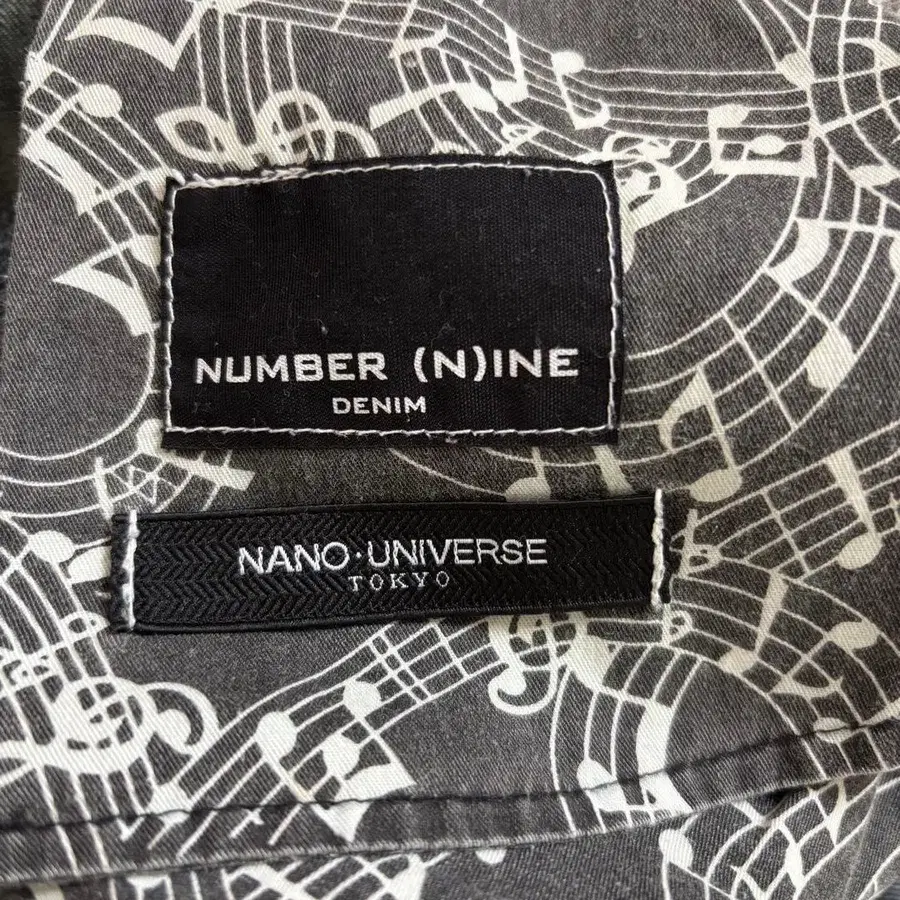 NUMBER (N)INE
DENIM
NANO·UNIVERSE
TOKYO